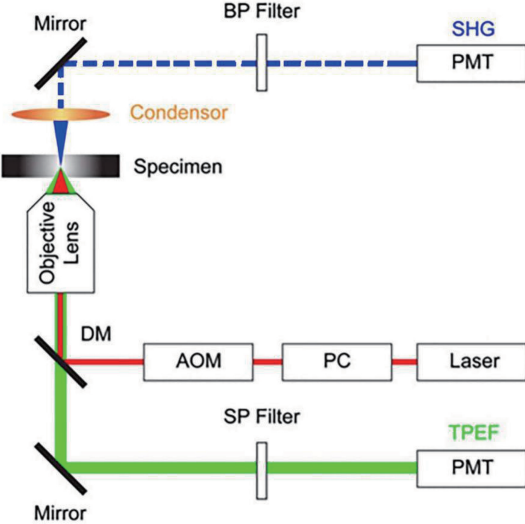 Mirror
BP Filter
SHG
PMT
Condensor
Specimen
Objective
Lens
DM
AOM
PC
Laser
SP Filter
TPEF
PMT
Mirror